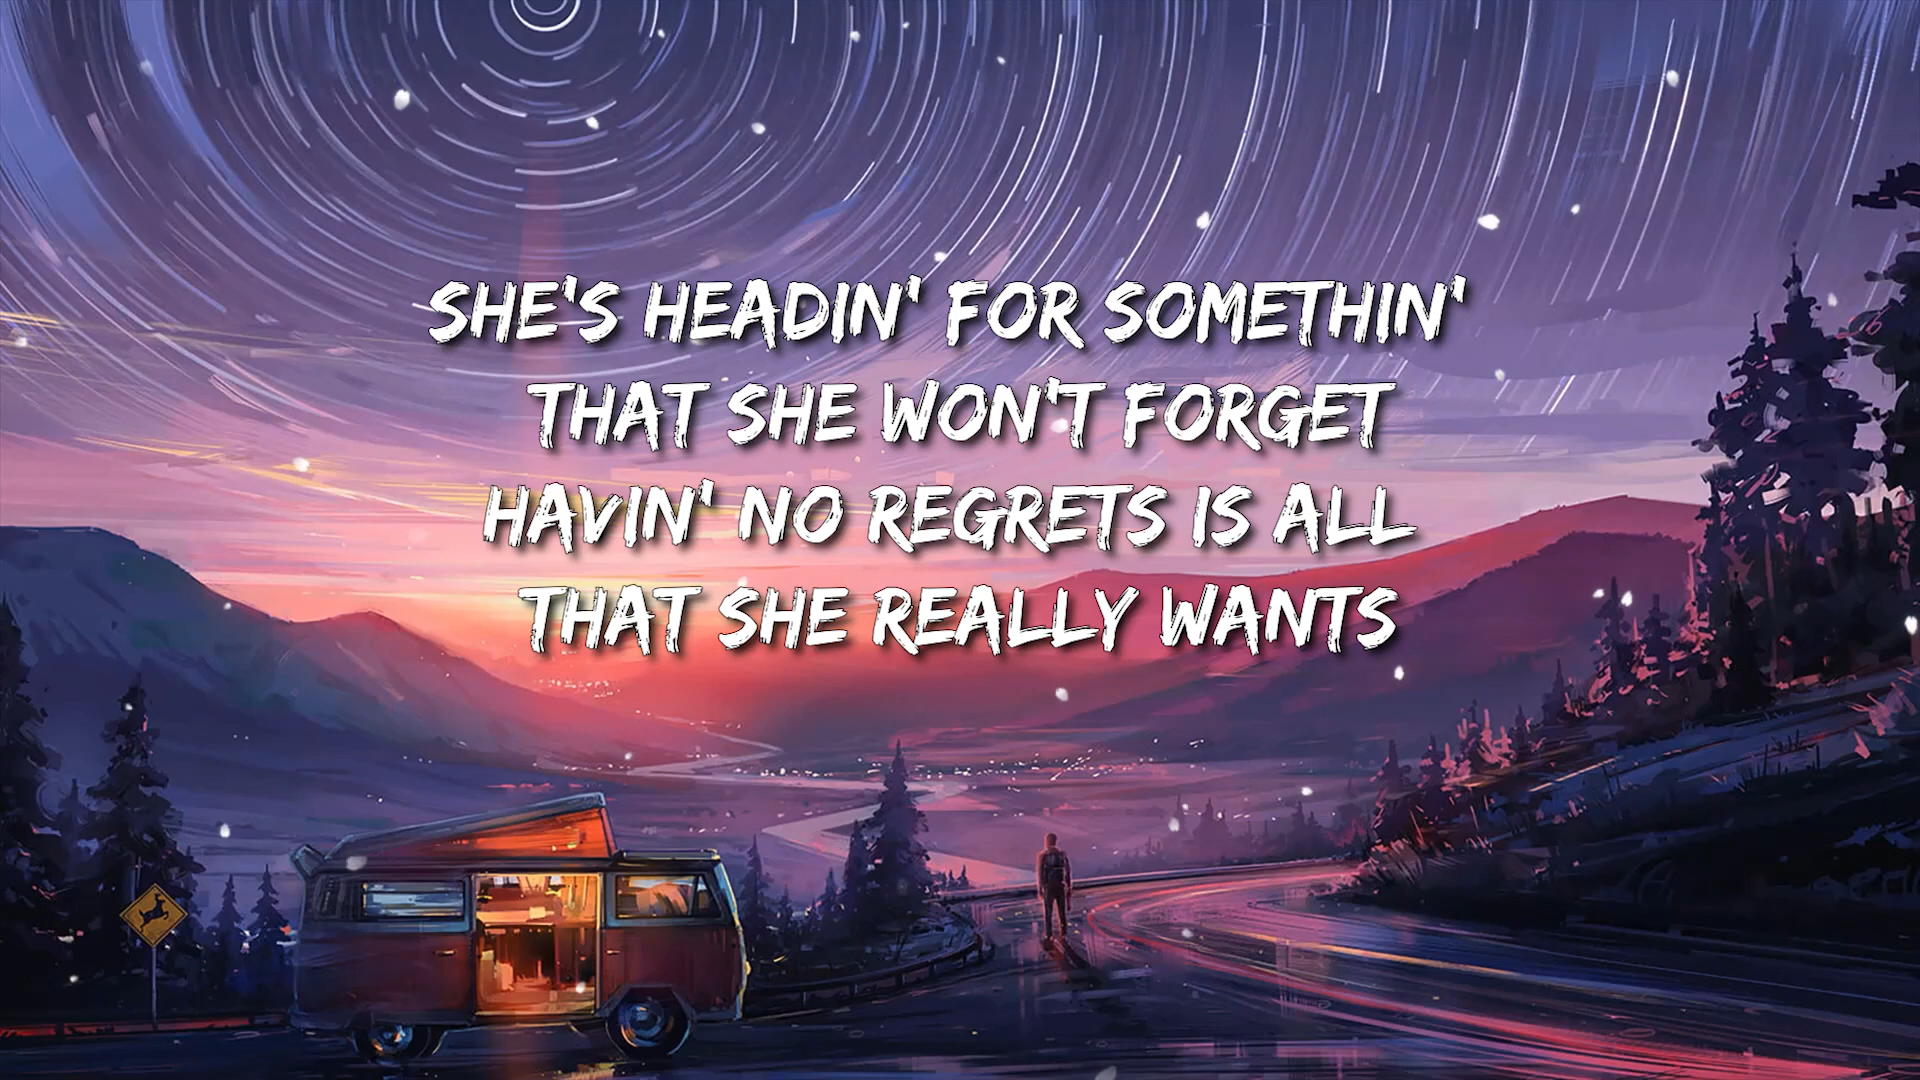 SHE'S HEADIN' FOR SOMETHIN'
THAT SHE WON'T FORGET
HAVIN' NO REGRETS IS ALL
THAT SHE REALLY WANTS